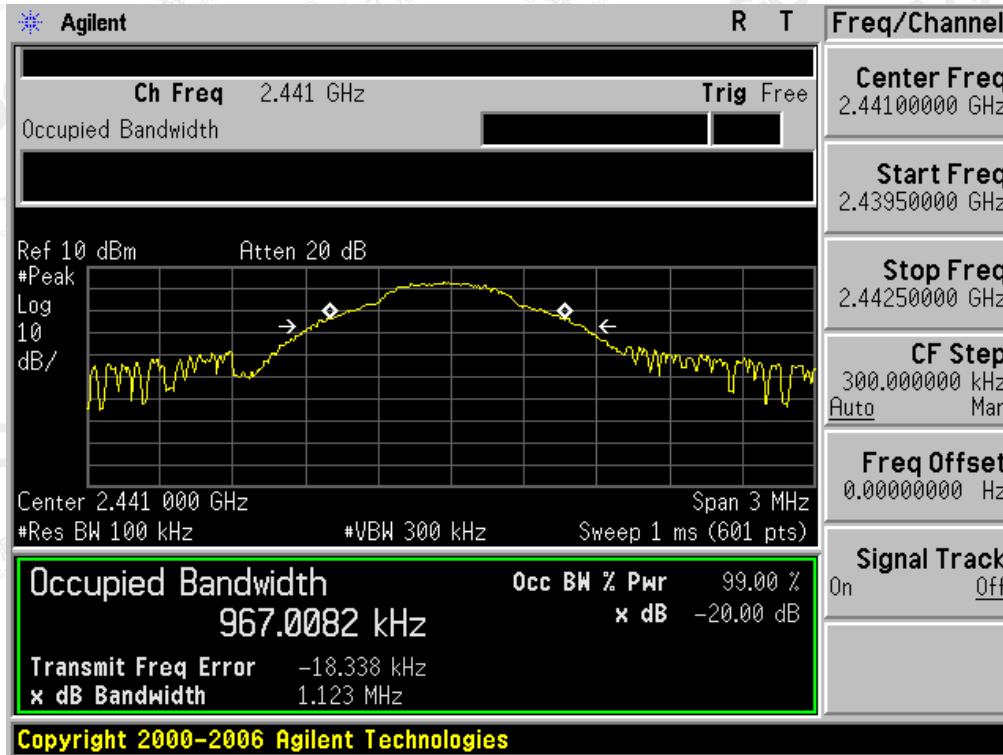 Agilent R T Freq/Channel
Ch Freq 2.441 GHz Trig Free
Occupied Bandwidth
Center Freq
2.44100000 GHz
Start Freq
2.43950000 GHz
Stop Freq
2.44250000 GHz
CF Step
300.000000 kHz
Auto Man
Freq Offset
0.00000000 Hz
Signal Track
On Off
Ref 10 dBm Atten 20 dB
#Peak
Log
10
dB/
Center 2.441 000 GHz Span 3 MHz
#Res BW 100 kHz #VBW 300 kHz Sweep 1 ms (601 pts)
Occupied Bandwidth Occ BW % Pwr 99.00 %
967.0082 kHz x dB -20.00 dB
Transmit Freq Error -18.338 kHz
x dB Bandwidth 1.123 MHz
Copyright 2000-2006 Agilent Technologies